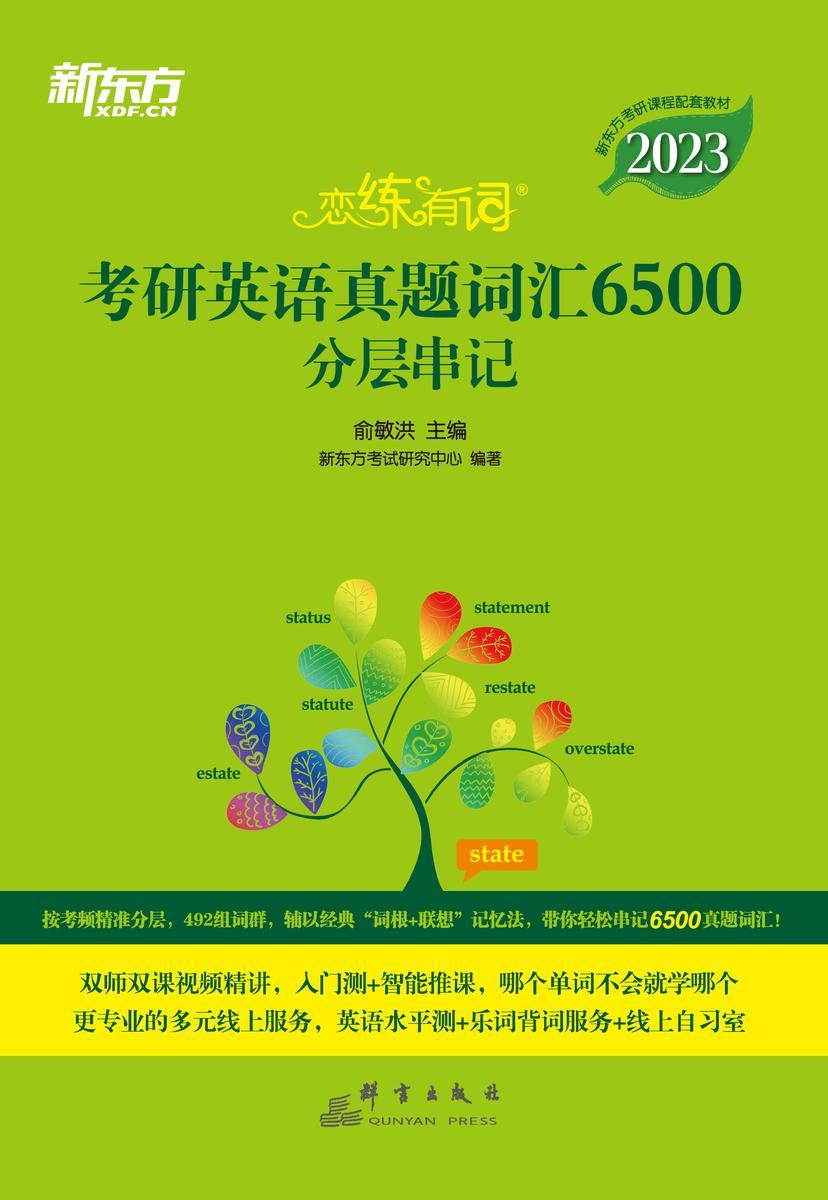 新东方
XDF.CN
新东方考研课程配套教材
2023
恋练有词®
考研英语真题词汇6500
分层串记
俞敏洪 主编
新东方考试研究中心 编著
status
statement
statute
restate
estate
overstate
state
按考频精准分层，492组词群，辅以经典“词根+联想”记忆法，带你轻松串记6500真题词汇！
双师双课视频精讲，入门测+智能推课，哪个单词不会就学哪个
更专业的多元线上服务，英语水平测+乐词背词服务+线上自习室
群言出版社
QUNYAN PRESS